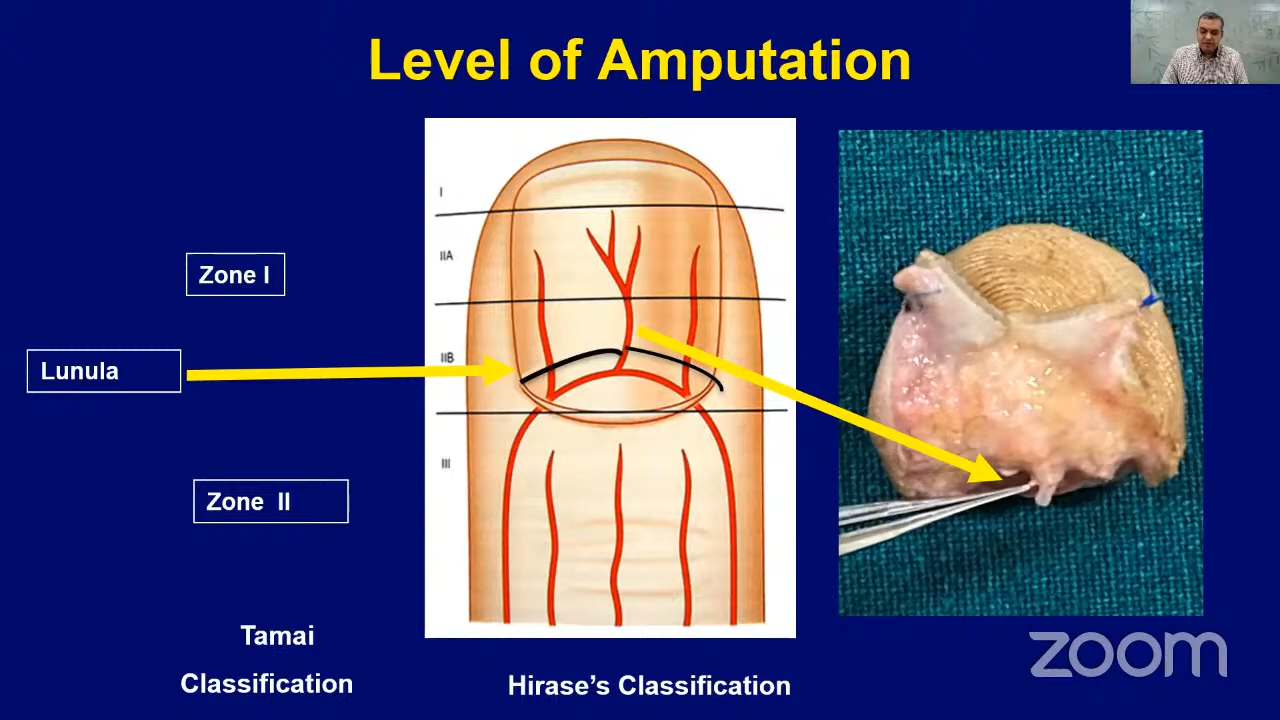 Level of Amputation
I
IIA
Zone I
IIB
Lunula
III
Zone II
Tamai
Classification
Hirase's Classification
zoom